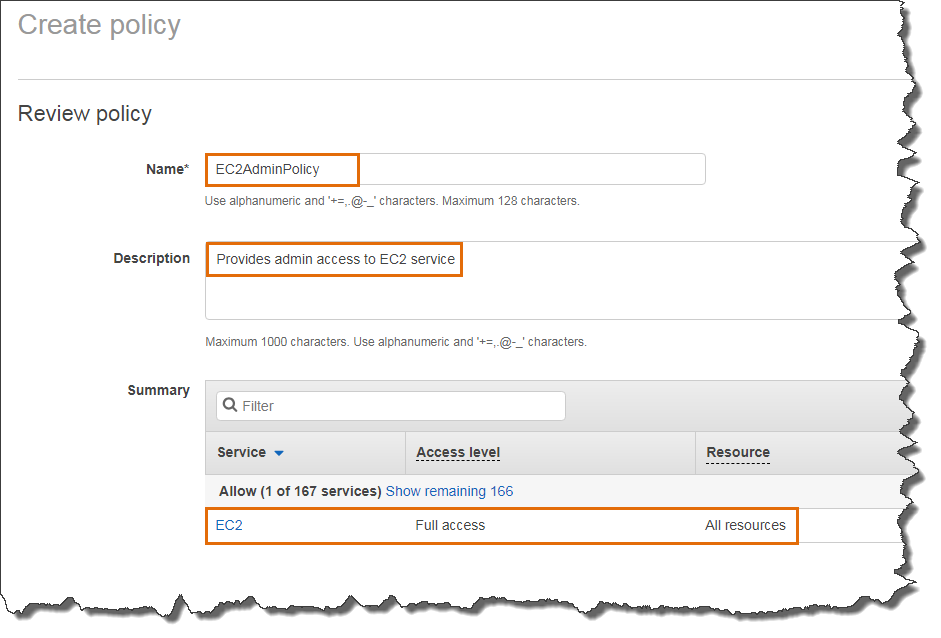 Create policy
Review policy
Name* EC2AdminPolicy
Use alphanumeric and '+=,.@-_' characters. Maximum 128 characters.
Description Provides admin access to EC2 service
Maximum 1000 characters. Use alphanumeric and '+=,.@-_' characters.
Summary
Filter
Service Access level Resource
Allow (1 of 167 services) Show remaining 166
EC2 Full access All resources